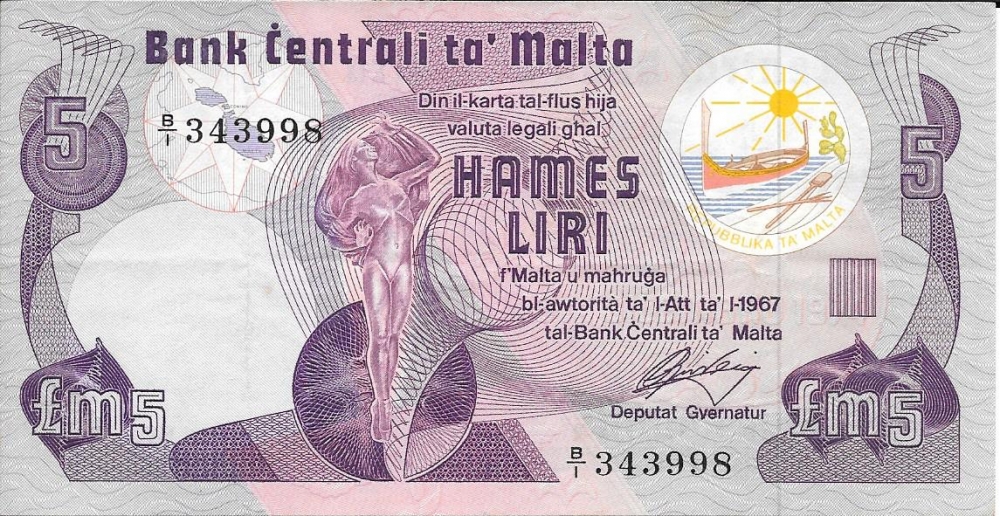 Bank Ċentrali ta' Malta
5
B/1 343998
Din il-karta tal-flus hija
valuta legali għal
ĦAMES
LIRI
f'Malta u maħruġa
bl-awtorità ta' l-Att ta' l-1967
tal-Bank Ċentrali ta' Malta
Deputat Gvernatur
5
REPUBBLIKA TA' MALTA
£m5
£m5
B/1 343998